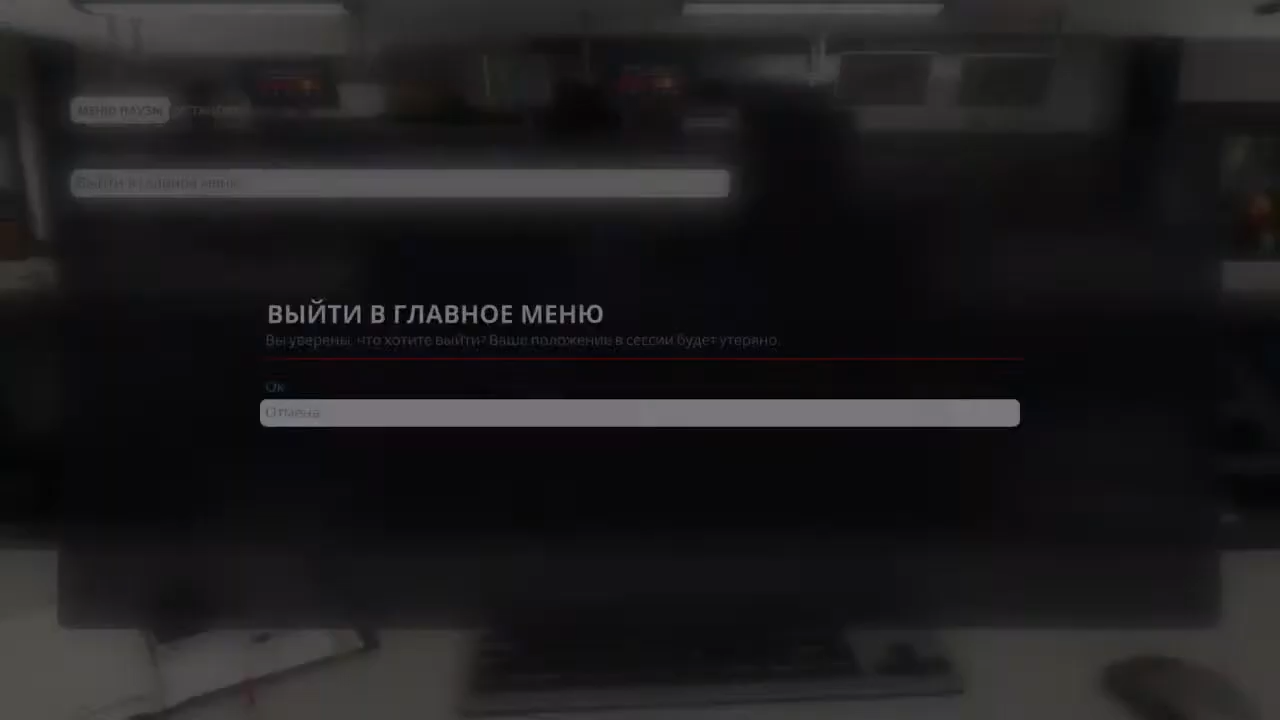 МЕНЮ ПАУЗЫ
Выйти в главное меню
ВЫЙТИ В ГЛАВНОЕ МЕНЮ
Вы уверены, что хотите выйти? Ваше положение в сессии будет утеряно.
Ок
Отмена